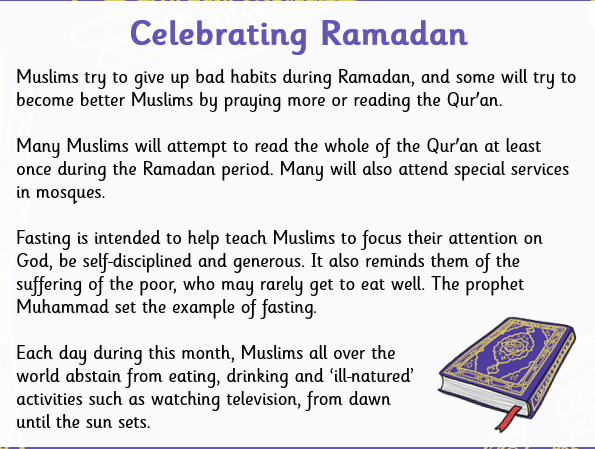 Celebrating Ramadan
Muslims try to give up bad habits during Ramadan, and some will try to
become better Muslims by praying more or reading the Qur'an.
Many Muslims will attempt to read the whole of the Qur'an at least
once during the Ramadan period. Many will also attend special services
in mosques.
Fasting is intended to help teach Muslims to focus their attention on
God, be self-disciplined and generous. It also reminds them of the
suffering of the poor, who may rarely get to eat well. The prophet
Muhammad set the example of fasting.
Each day during this month, Muslims all over the
world abstain from eating, drinking and ‘ill-natured’
activities such as watching television, from dawn
until the sun sets.